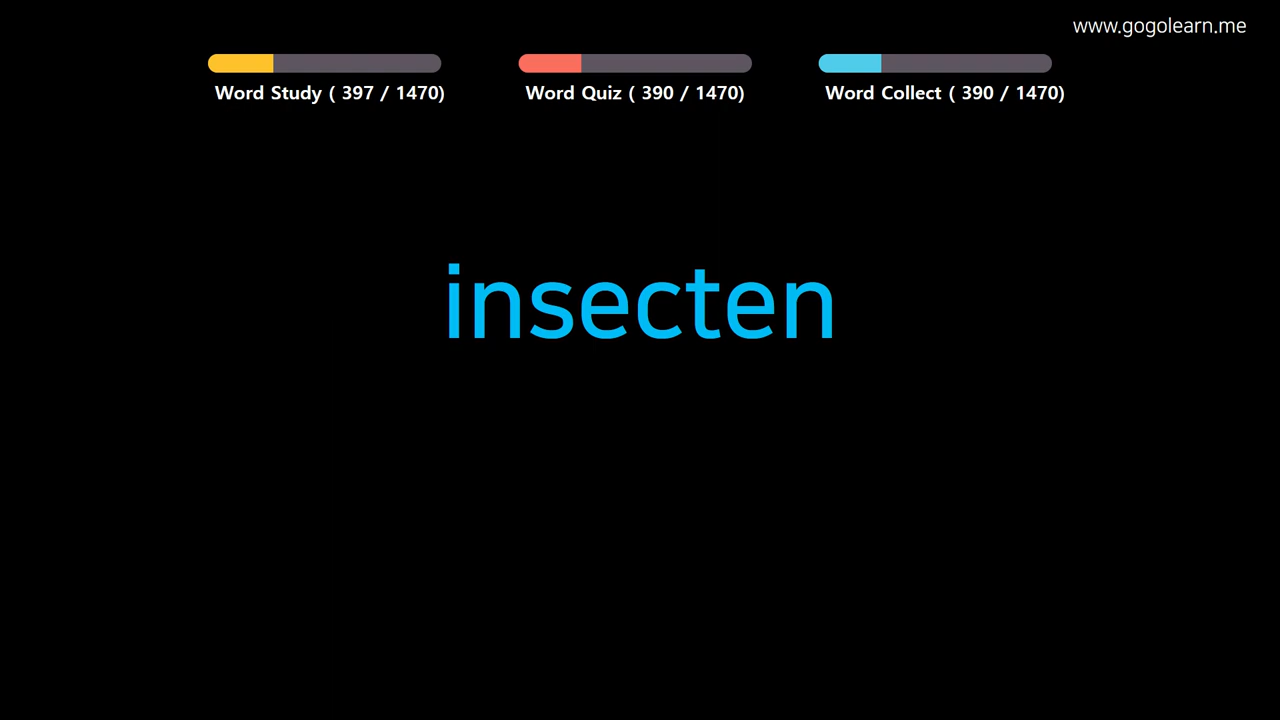 www.gogolearn.me
Word Study ( 397 / 1470)
Word Quiz ( 390 / 1470)
Word Collect ( 390 / 1470)
insecten